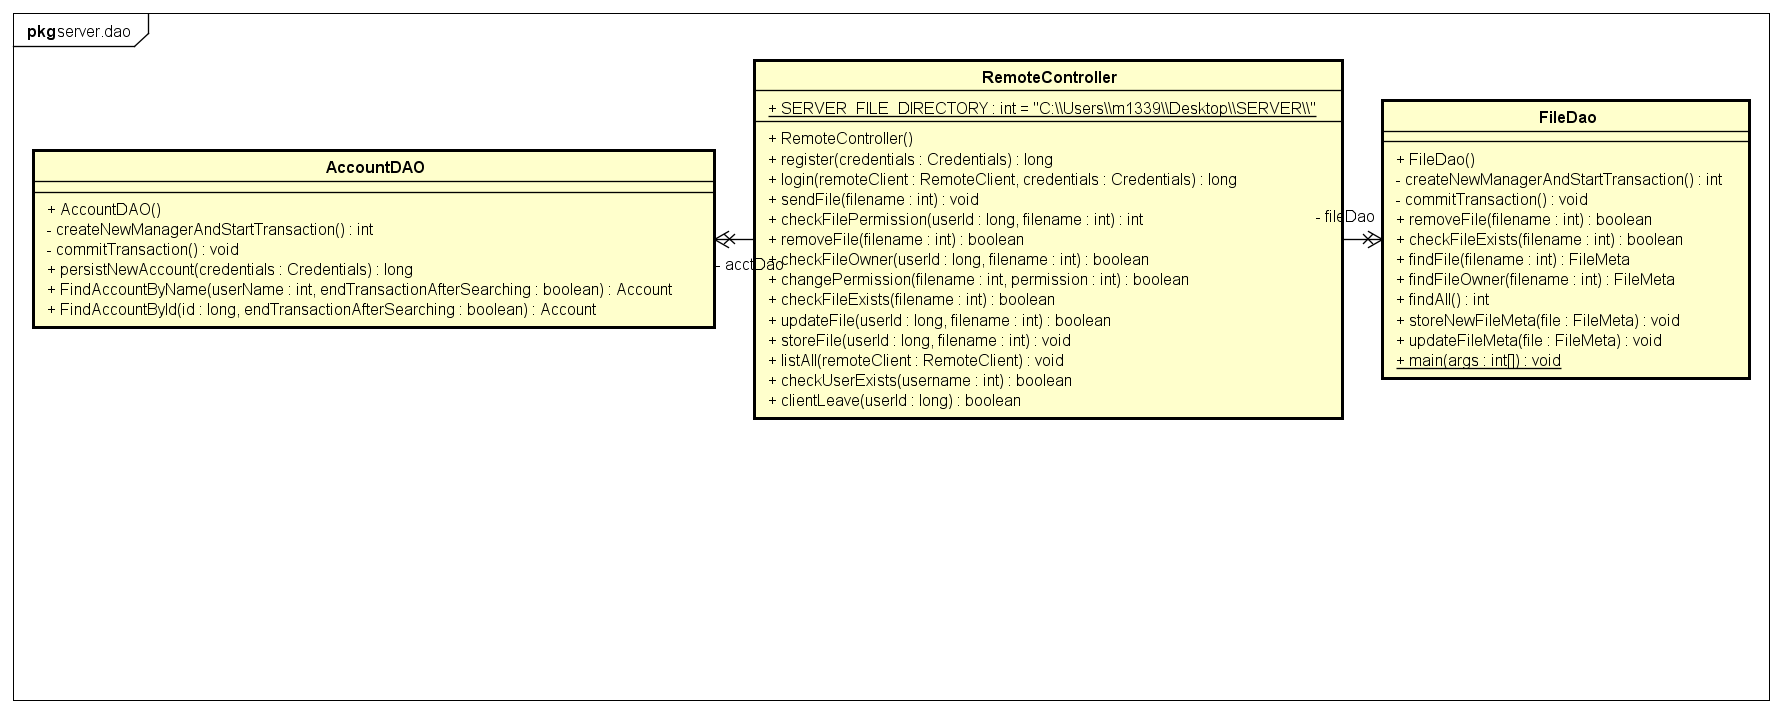 pkg server.dao
AccountDAO
+ AccountDAO()
- createNewManagerAndStartTransaction() : int
- commitTransaction() : void
+ persistNewAccount(credentials : Credentials) : long
+ FindAccountByName(userName : int, endTransactionAfterSearching : boolean) : Account
+ FindAccountById(id : long, endTransactionAfterSearching : boolean) : Account
- acctDao
RemoteController
+ SERVER_FILE_DIRECTORY : int = "C:\\Users\\m1339\\Desktop\\SERVER\\"
+ RemoteController()
+ register(credentials : Credentials) : long
+ login(remoteClient : RemoteClient, credentials : Credentials) : long
+ sendFile(filename : int) : void
+ checkFilePermission(userId : long, filename : int) : int
+ removeFile(filename : int) : boolean
+ checkFileOwner(userId : long, filename : int) : boolean
+ changePermission(filename : int, permission : int) : boolean
+ checkFileExists(filename : int) : boolean
+ updateFile(userId : long, filename : int) : boolean
+ storeFile(userId : long, filename : int) : void
+ listAll(remoteClient : RemoteClient) : void
+ checkUserExists(username : int) : boolean
+ clientLeave(userId : long) : boolean
- fileDao
FileDao
+ FileDao()
- createNewManagerAndStartTransaction() : int
- commitTransaction() : void
+ removeFile(filename : int) : boolean
+ checkFileExists(filename : int) : boolean
+ findFile(filename : int) : FileMeta
+ findFileOwner(filename : int) : FileMeta
+ findAll() : int
+ storeNewFileMeta(file : FileMeta) : void
+ updateFileMeta(file : FileMeta) : void
+ main(args : int[]) : void